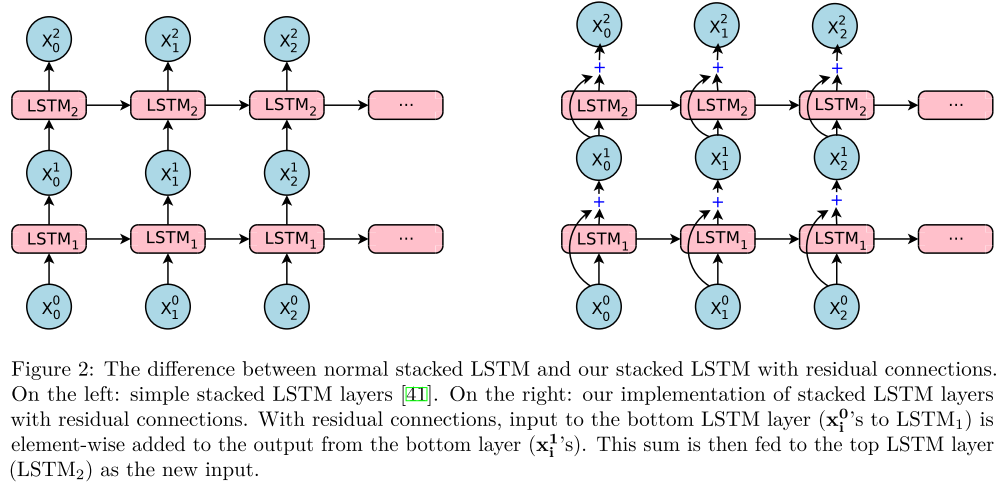 X₀² X₁² X₂² X₀² X₁² X₂²
+ + +
LSTM₂ LSTM₂ LSTM₂ ... LSTM₂ LSTM₂ LSTM₂ ...
X₀¹ X₁¹ X₂¹ X₀¹ X₁¹ X₂¹
+ + +
LSTM₁ LSTM₁ LSTM₁ ... LSTM₁ LSTM₁ LSTM₁ ...
X₀⁰ X₁⁰ X₂⁰ X₀⁰ X₁⁰ X₂⁰
Figure 2: The difference between normal stacked LSTM and our stacked LSTM with residual connections.
On the left: simple stacked LSTM layers [41]. On the right: our implementation of stacked LSTM layers
with residual connections. With residual connections, input to the bottom LSTM layer (xᵢ⁰'s to LSTM₁) is
element-wise added to the output from the bottom layer (xᵢ¹'s). This sum is then fed to the top LSTM layer
(LSTM₂) as the new input.